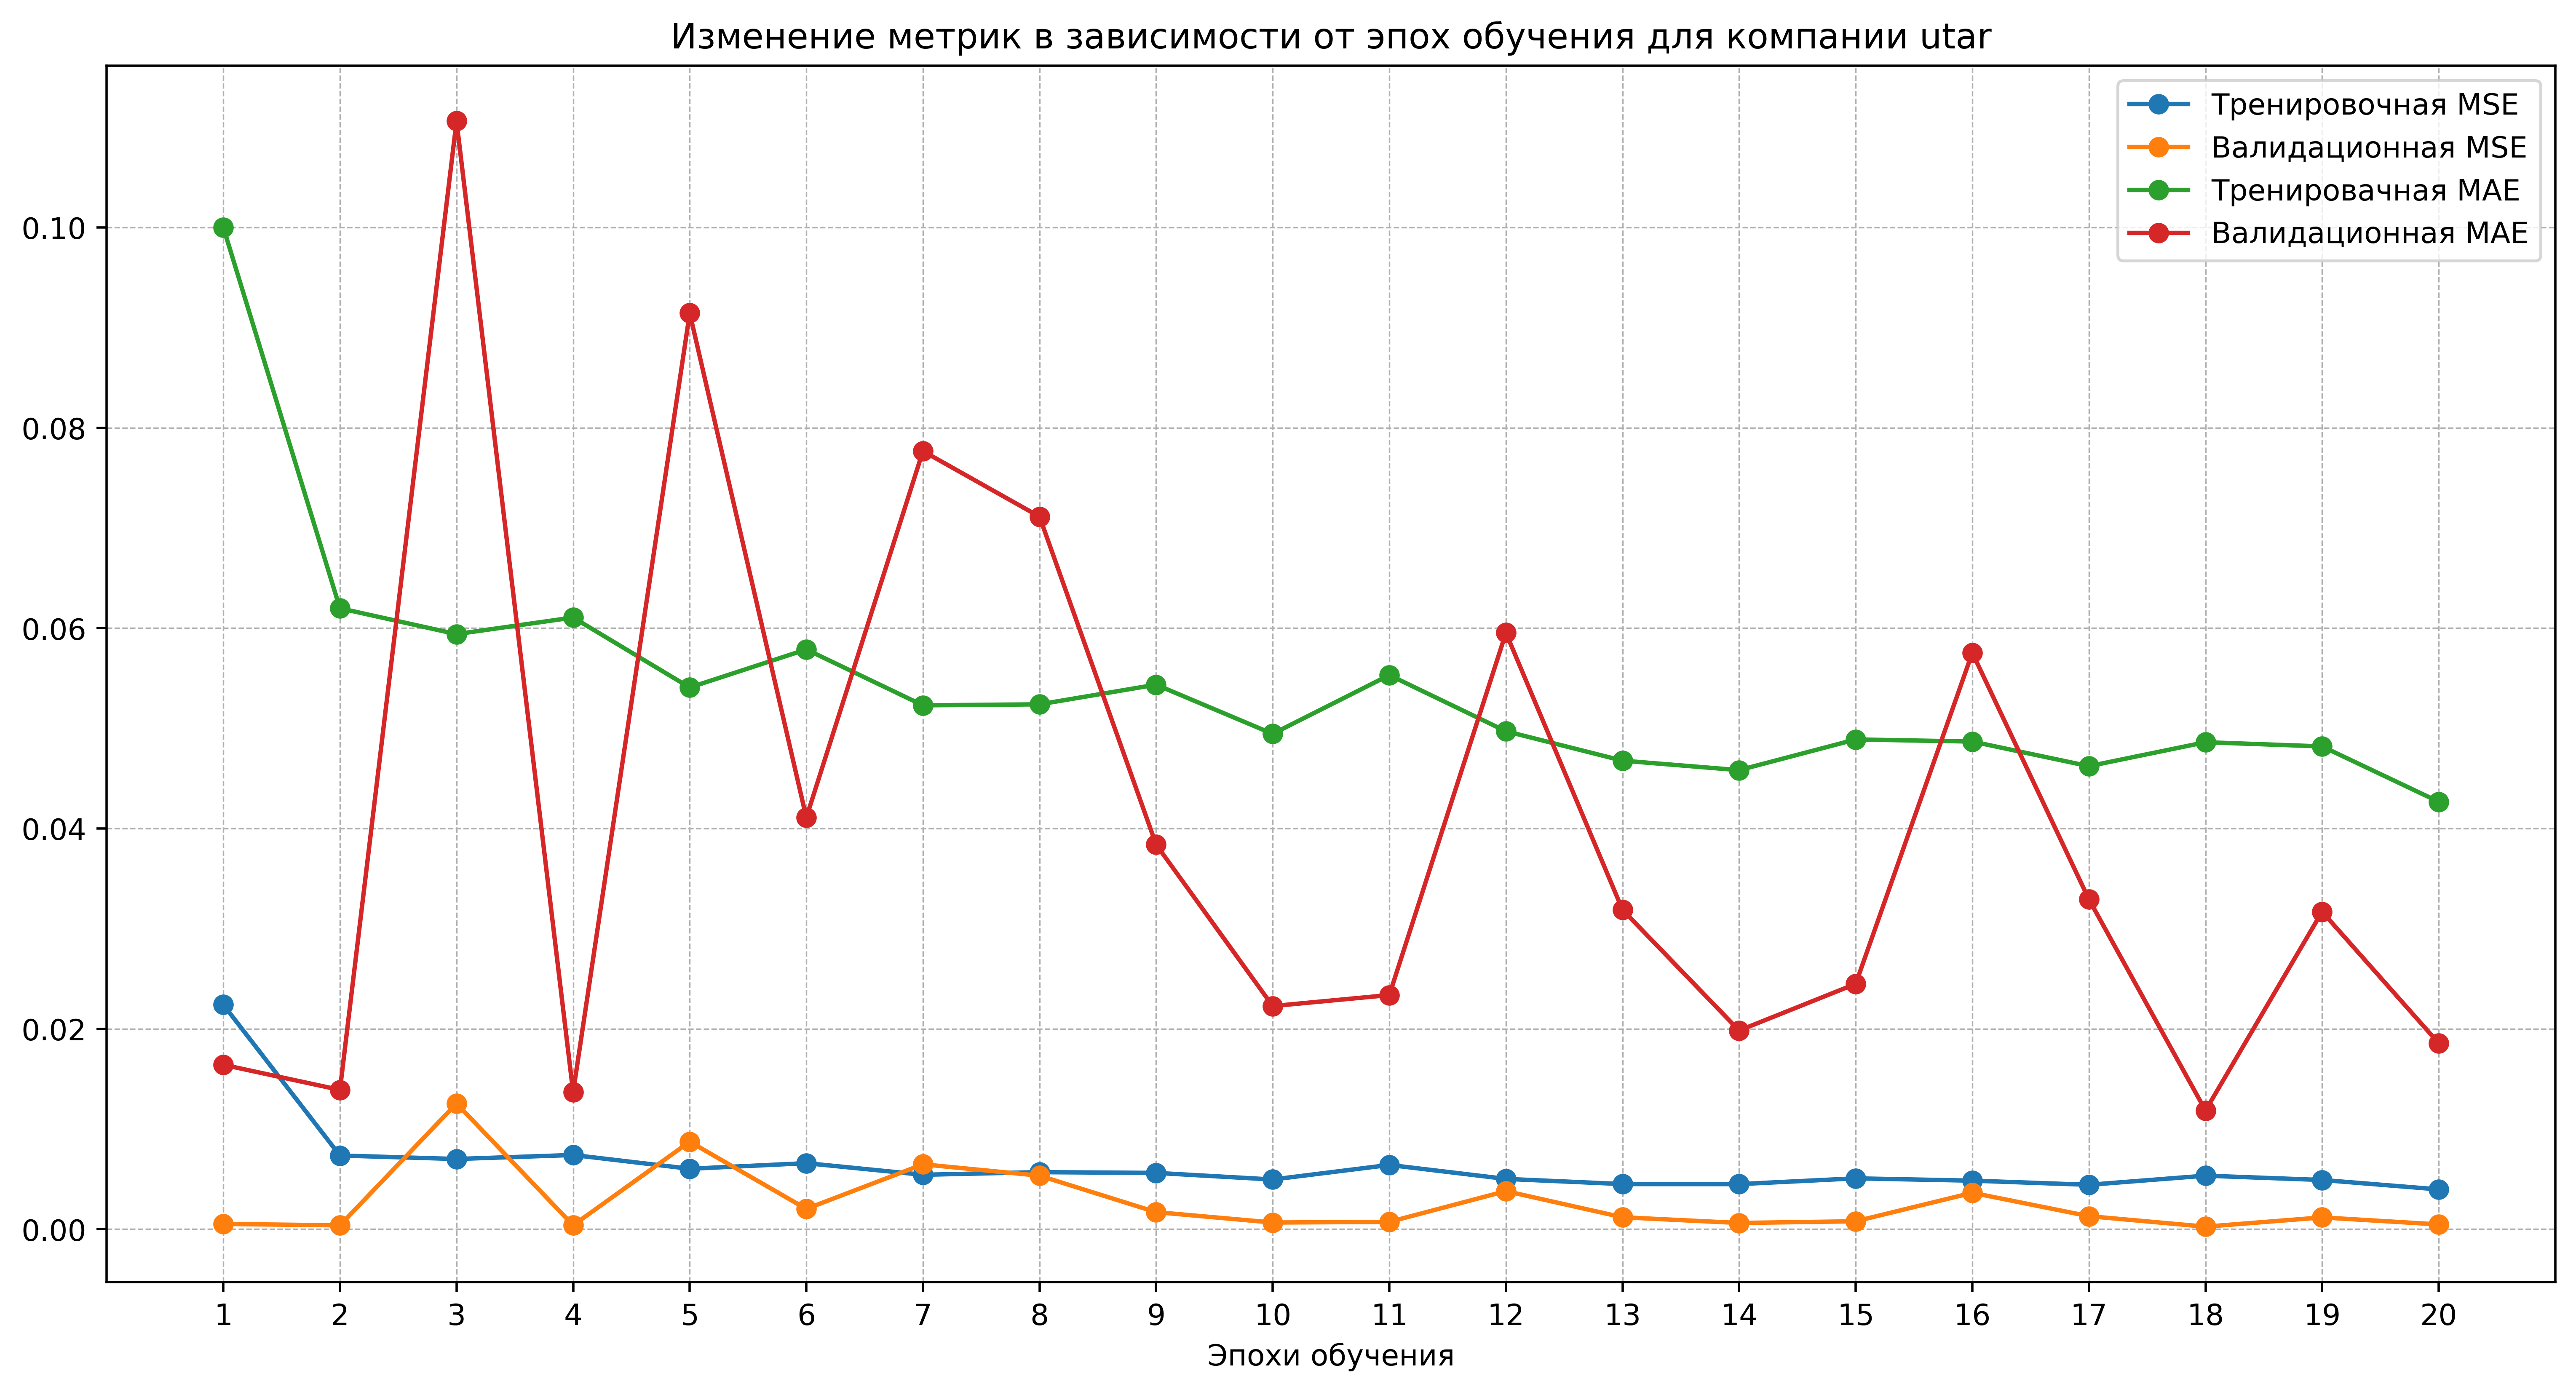 Изменение метрик в зависимости от эпох обучения для компании utar
Тренировочная MSE
Валидационная MSE
Тренировачная MAE
Валидационная MAE
0.10
0.08
0.06
0.04
0.02
0.00
1 2 3 4 5 6 7 8 9 10 11 12 13 14 15 16 17 18 19 20
Эпохи обучения